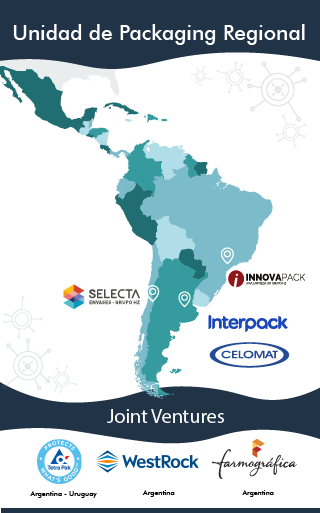 Unidad de Packaging Regional
INNOVAPACK
UNA EMPRESA DE GRUPO HZ
SELECTA
ENVASES - GRUPO HZ
Interpack
CELOMAT
Joint Ventures
PROTECTS WHAT'S GOOD
Tetra Pak
WestRock
farmográfica
Argentina - Uruguay
Argentina
Argentina